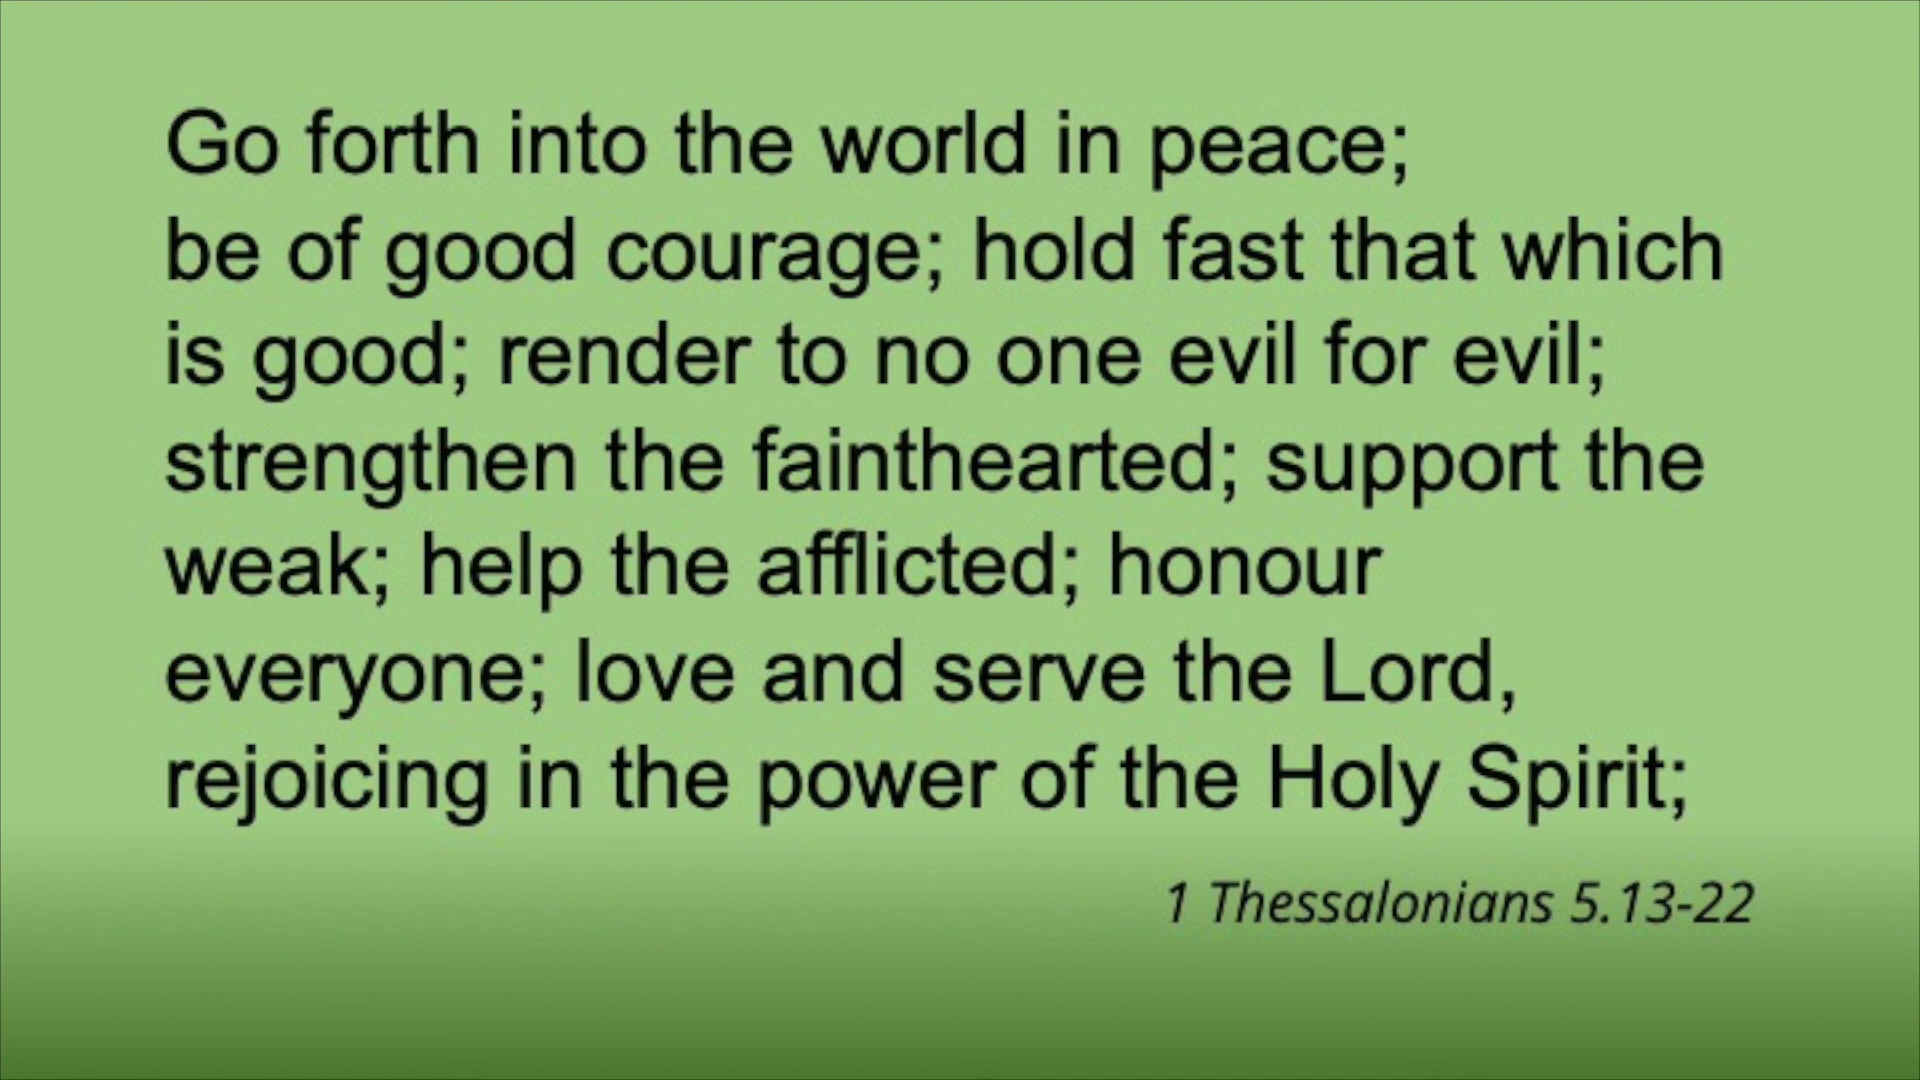 Go forth into the world in peace;
be of good courage; hold fast that which
is good; render to no one evil for evil;
strengthen the fainthearted; support the
weak; help the afflicted; honour
everyone; love and serve the Lord,
rejoicing in the power of the Holy Spirit;
1 Thessalonians 5.13-22